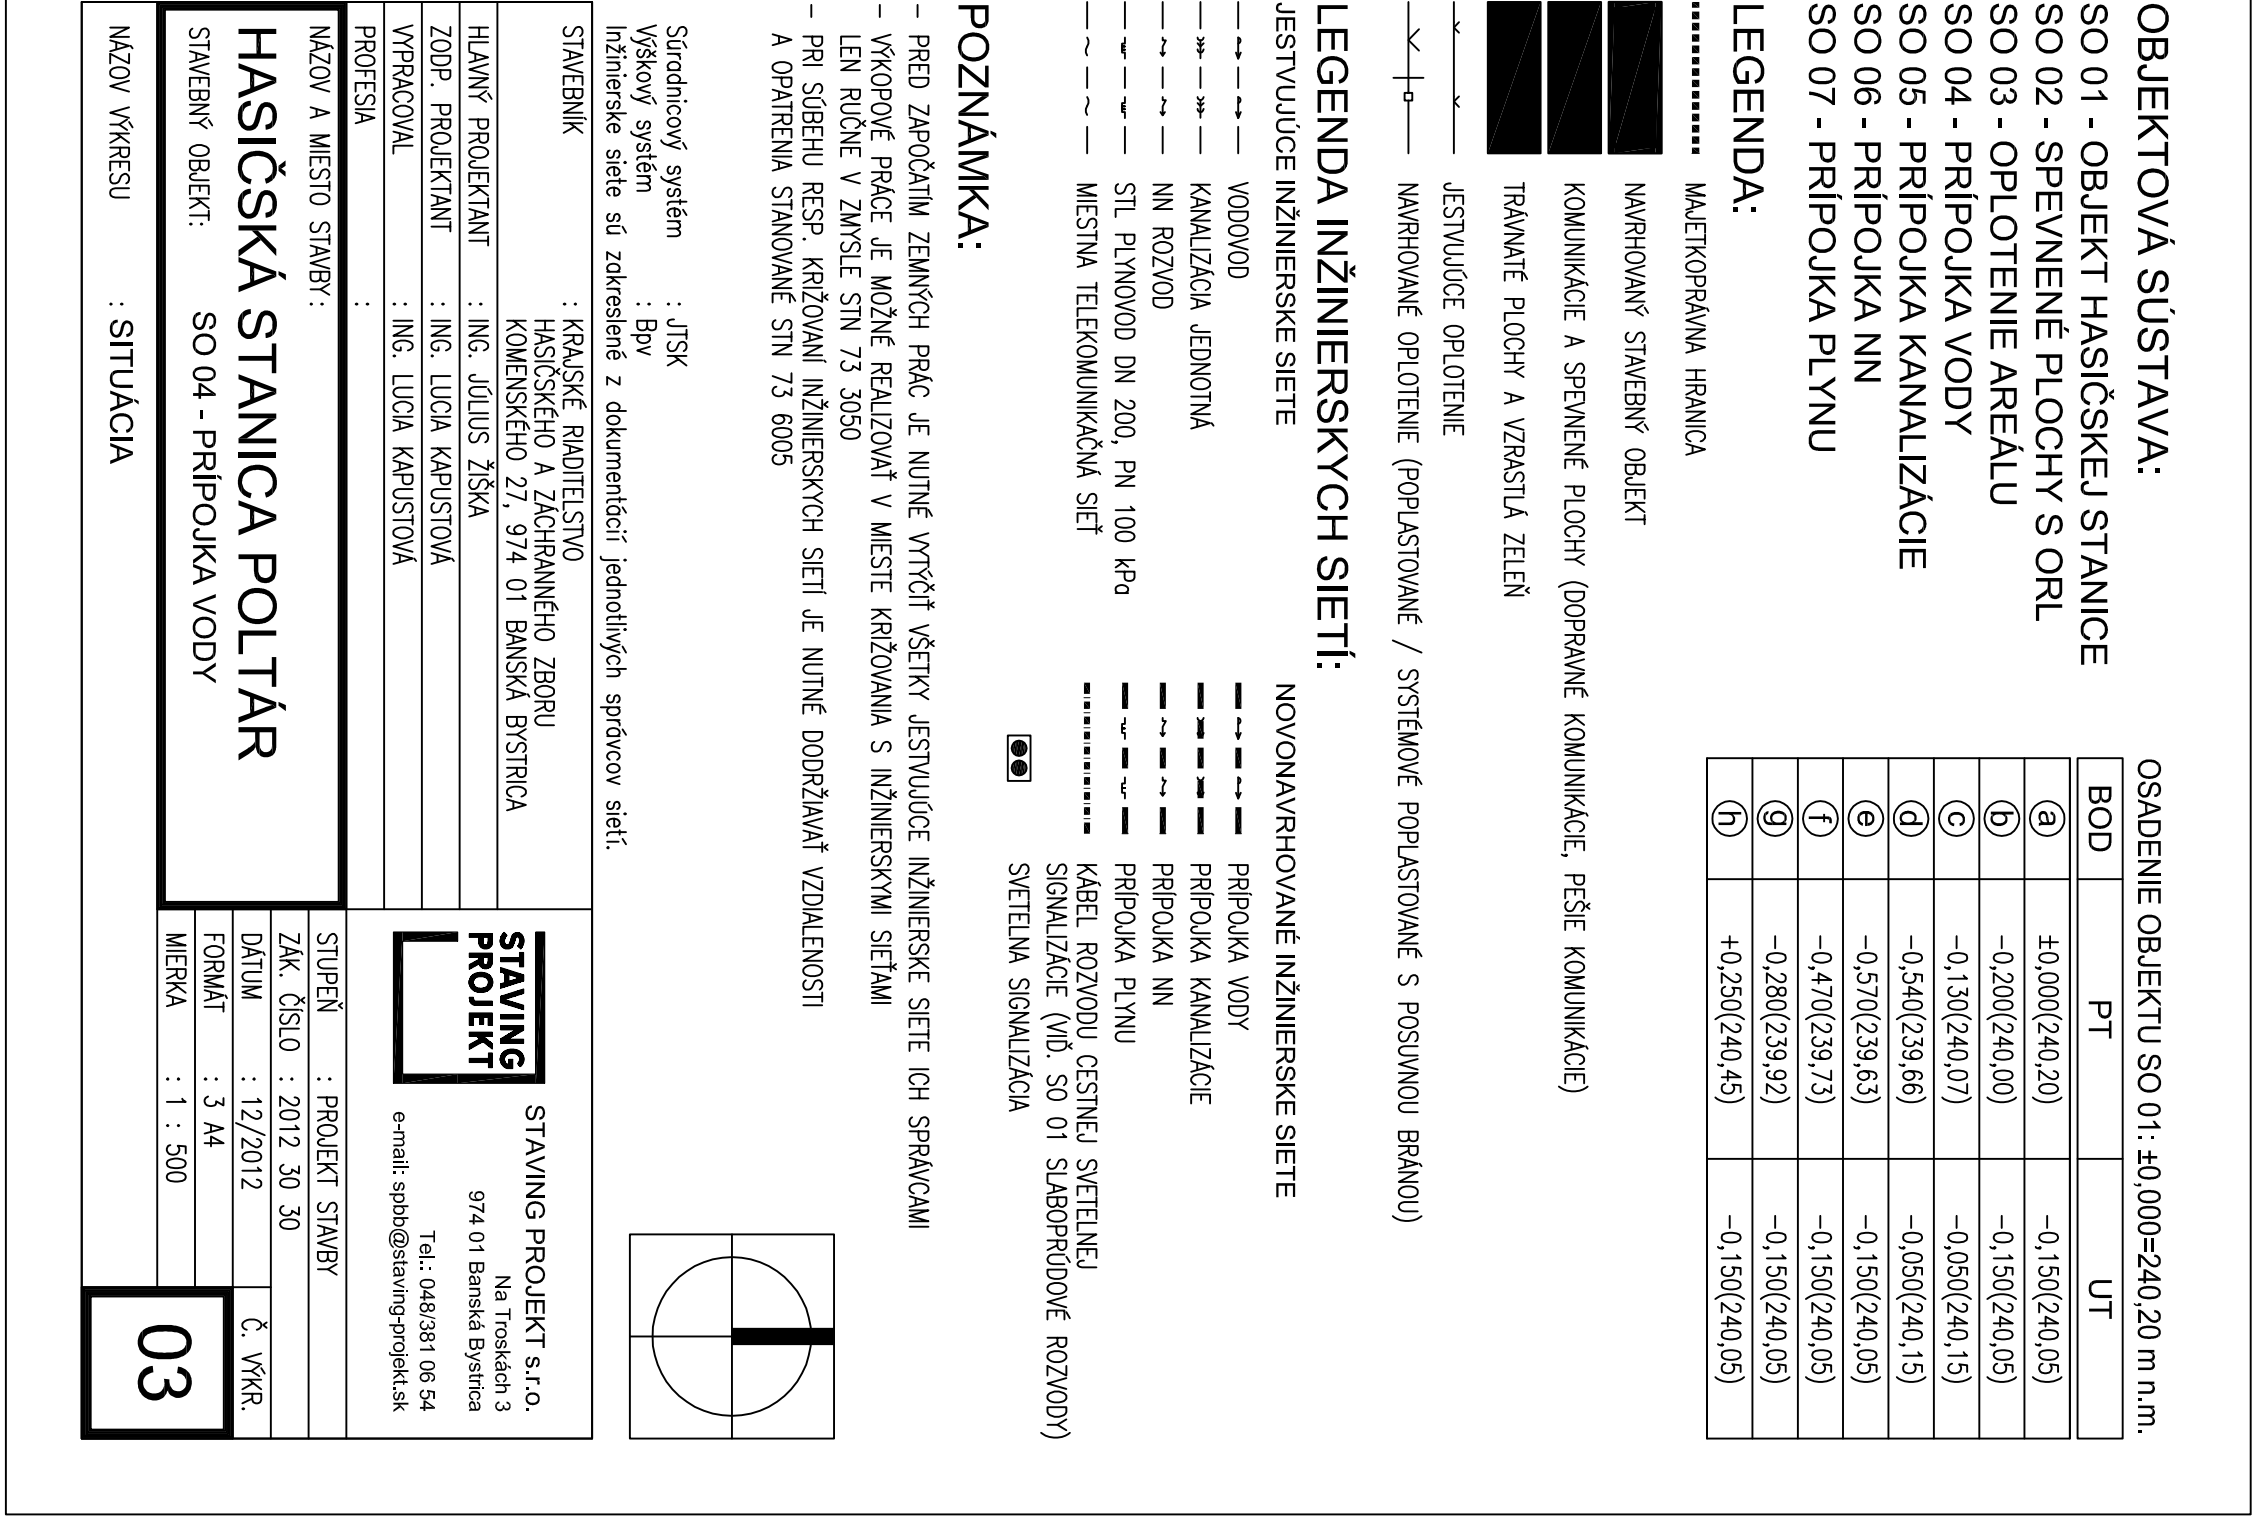 OBJEKTOVÁ SÚSTAVA:
SO 01 - OBJEKT HASIČSKEJ STANICE
SO 02 - SPEVNENÉ PLOCHY S ORL
SO 03 - OPLOTENIE AREÁLU
SO 04 - PRÍPOJKA VODY
SO 05 - PRÍPOJKA KANALIZÁCIE
SO 06 - PRÍPOJKA NN
SO 07 - PRÍPOJKA PLYNU
OSADENIE OBJEKTU SO 01: ±0,000=240,20 m n.m.
BOD PT UT
a ±0,000(240,20) -0,150(240,05)
b -0,200(240,00) -0,150(240,05)
c -0,130(240,07) -0,050(240,15)
d -0,540(239,66) -0,050(240,15)
e -0,570(239,63) -0,150(240,05)
f -0,470(239,73) -0,150(240,05)
g -0,280(239,92) -0,150(240,05)
h +0,250(240,45) -0,150(240,05)
LEGENDA:
MAJETKOPRÁVNA HRANICA
NAVRHOVANÝ STAVEBNÝ OBJEKT
KOMUNIKÁCIE A SPEVNENÉ PLOCHY (DOPRAVNÉ KOMUNIKÁCIE, PEŠIE KOMUNIKÁCIE)
TRÁVNATÉ PLOCHY A VZRASTLÁ ZELEŇ
JESTVUJÚCE OPLOTENIE
NAVRHOVANÉ OPLOTENIE (POPLASTOVANÉ / SYSTÉMOVÉ POPLASTOVANÉ S POSUVNOU BRÁNOU)
LEGENDA INŽINIERSKYCH SIETÍ:
JESTVUJÚCE INŽINIERSKE SIETE
VODOVOD
KANALIZÁCIA JEDNOTNÁ
NN ROZVOD
STL PLYNOVOD DN 200, PN 100 kPa
MIESTNA TELEKOMUNIKAČNÁ SIEŤ
NOVONAVRHOVANÉ INŽINIERSKE SIETE
PRÍPOJKA VODY
PRÍPOJKA KANALIZÁCIE
PRÍPOJKA NN
PRÍPOJKA PLYNU
KÁBEL ROZVODU CESTNEJ SVETELNEJ
SIGNALIZÁCIE (VIĎ. SO 01 SLABOPRÚDOVÉ ROZVODY)
SVETELNA SIGNALIZÁCIA
POZNÁMKA:
- PRED ZAPOČATÍM ZEMNÝCH PRÁC JE NUTNÉ VYTÝČIŤ VŠETKY JESTVUJÚCE INŽINIERSKE SIETE ICH SPRÁVCAMI
- VÝKOPOVÉ PRÁCE JE MOŽNÉ REALIZOVAŤ V MIESTE KRIŽOVANIA S INŽINIERSKYMI SIEŤAMI
LEN RUČNE V ZMYSLE STN 73 3050
- PRI SÚBEHU RESP. KRIŽOVANÍ INŽINIERSKYCH SIETÍ JE NUTNÉ DODRŽIAVAŤ VZDIALENOSTI
A OPATRENIA STANOVANÉ STN 73 6005
Súradnicový systém : JTSK
Výškový systém : Bpv
Inžinierske siete sú zakreslené z dokumentácií jednotlivých správcov sietí.
STAVEBNÍK : KRAJSKÉ RIADITELSTVO
HASIČSKÉHO A ZÁCHRANNÉHO ZBORU
KOMENSKÉHO 27, 974 01 BANSKÁ BYSTRICA
HLAVNÝ PROJEKTANT : ING. JÚLIUS ŽIŠKA
ZODP. PROJEKTANT : ING. LUCIA KAPUSTOVÁ
VYPRACOVAL : ING. LUCIA KAPUSTOVÁ
PROFESIA :
STAVING
PROJEKT
STAVING PROJEKT s.r.o.
Na Troskách 3
974 01 Banská Bystrica
Tel.: 048/381 06 54
e-mail: spbb@staving-projekt.sk
NÁZOV A MIESTO STAVBY:
HASIČSKÁ STANICA POLTÁR
STAVEBNÝ OBJEKT: SO 04 - PRÍPOJKA VODY
NÁZOV VÝKRESU : SITUÁCIA
STUPEŇ : PROJEKT STAVBY
ZÁK. ČÍSLO : 2012 30 30
DÁTUM : 12/2012
FORMÁT : 3 A4
MIERKA : 1 : 500
Č. VÝKR.
03